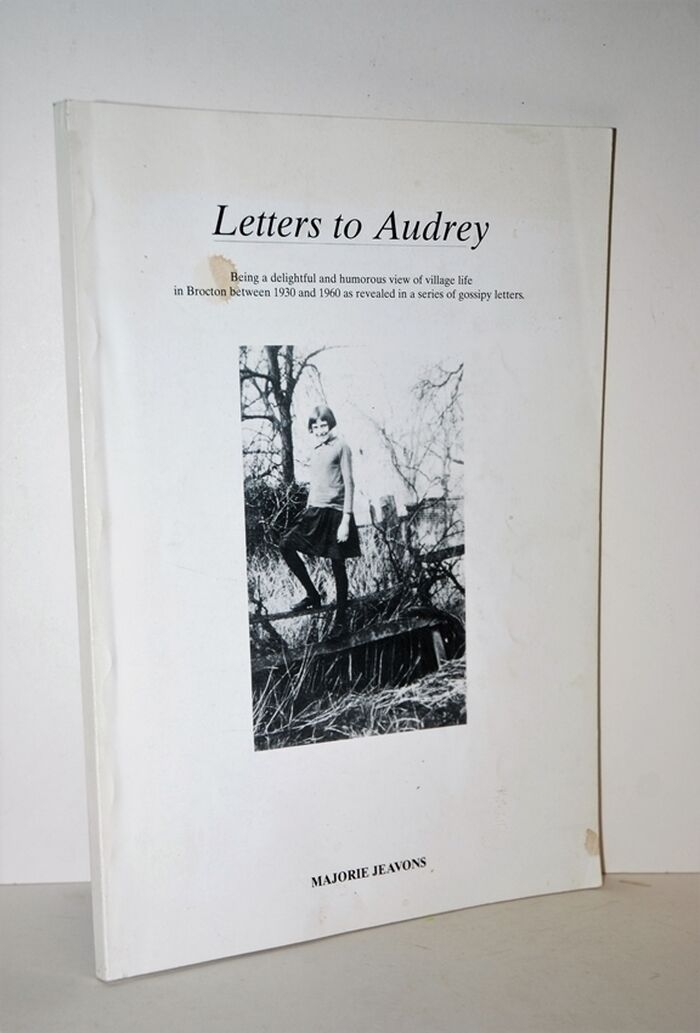 Letters to Audrey
Being a delightful and humorous view of village life
in Brocton between 1930 and 1960 as revealed in a series of gossipy letters.
MAJORIE JEAVONS